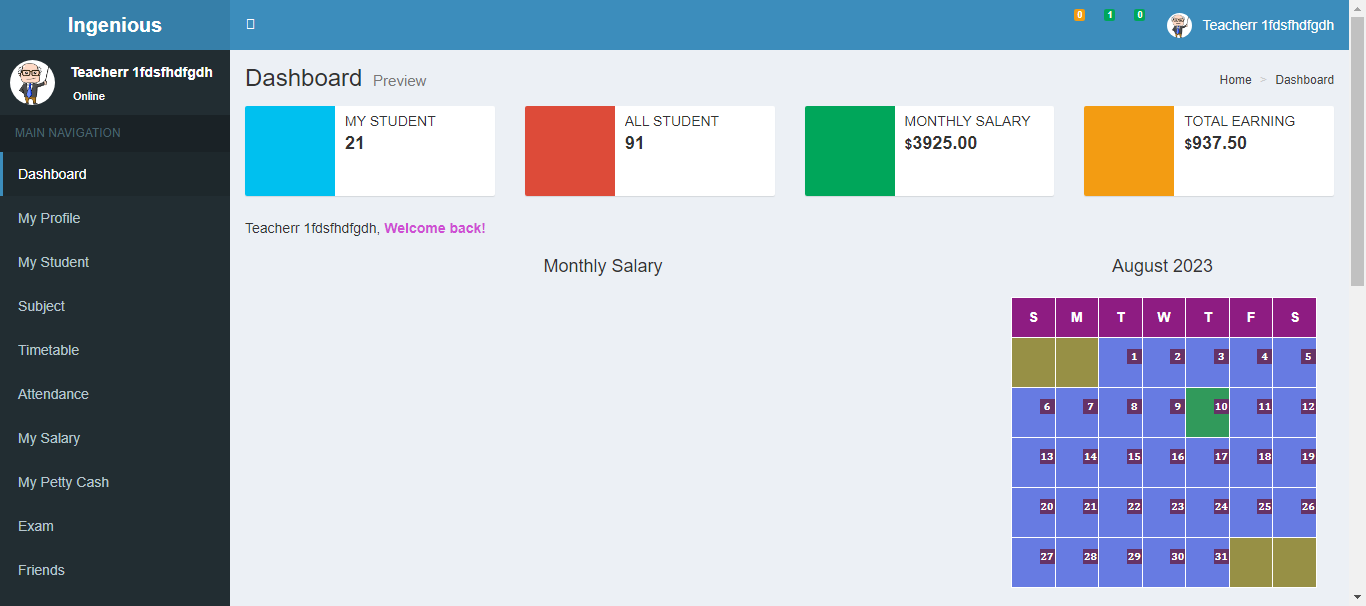 Ingenious
0 1 0 Teacherr 1fdsfhdfgdh
Teacherr 1fdsfhdfgdh
Online
MAIN NAVIGATION
Dashboard
My Profile
My Student
Subject
Timetable
Attendance
My Salary
My Petty Cash
Exam
Friends
Dashboard Preview
Home > Dashboard
MY STUDENT
21
ALL STUDENT
91
MONTHLY SALARY
$3925.00
TOTAL EARNING
$937.50
Teacherr 1fdsfhdfgdh, Welcome back!
Monthly Salary
August 2023
S M T W T F S
1 2 3 4 5
6 7 8 9 10 11 12
13 14 15 16 17 18 19
20 21 22 23 24 25 26
27 28 29 30 31